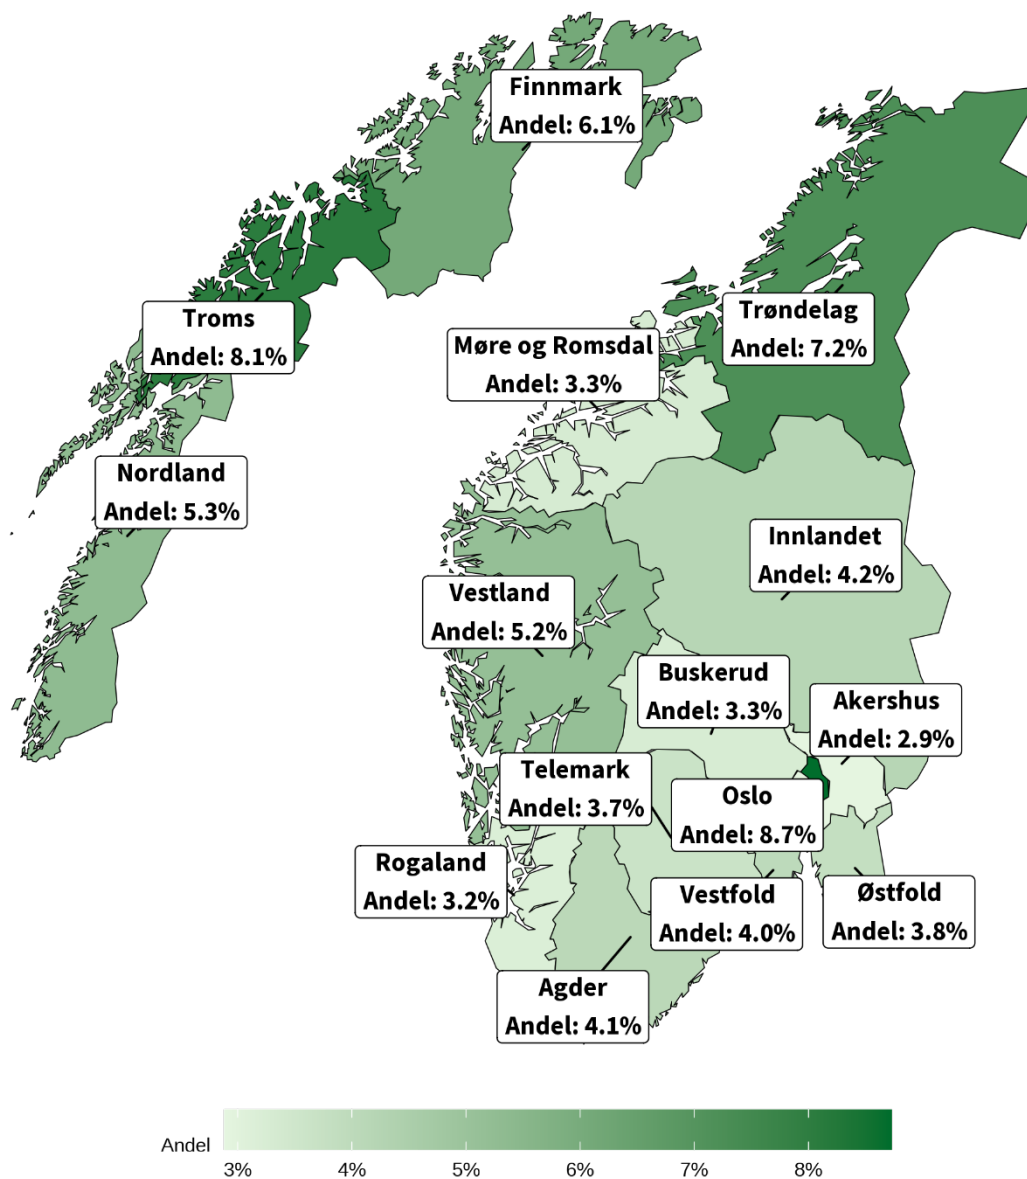 Finnmark
Andel: 6.1%
Troms
Andel: 8.1%
Trøndelag
Andel: 7.2%
Møre og Romsdal
Andel: 3.3%
Nordland
Andel: 5.3%
Innlandet
Andel: 4.2%
Vestland
Andel: 5.2%
Buskerud
Andel: 3.3%
Akershus
Andel: 2.9%
Telemark
Andel: 3.7%
Oslo
Andel: 8.7%
Rogaland
Andel: 3.2%
Vestfold
Andel: 4.0%
Østfold
Andel: 3.8%
Agder
Andel: 4.1%
Andel
3% 4% 5% 6% 7% 8%